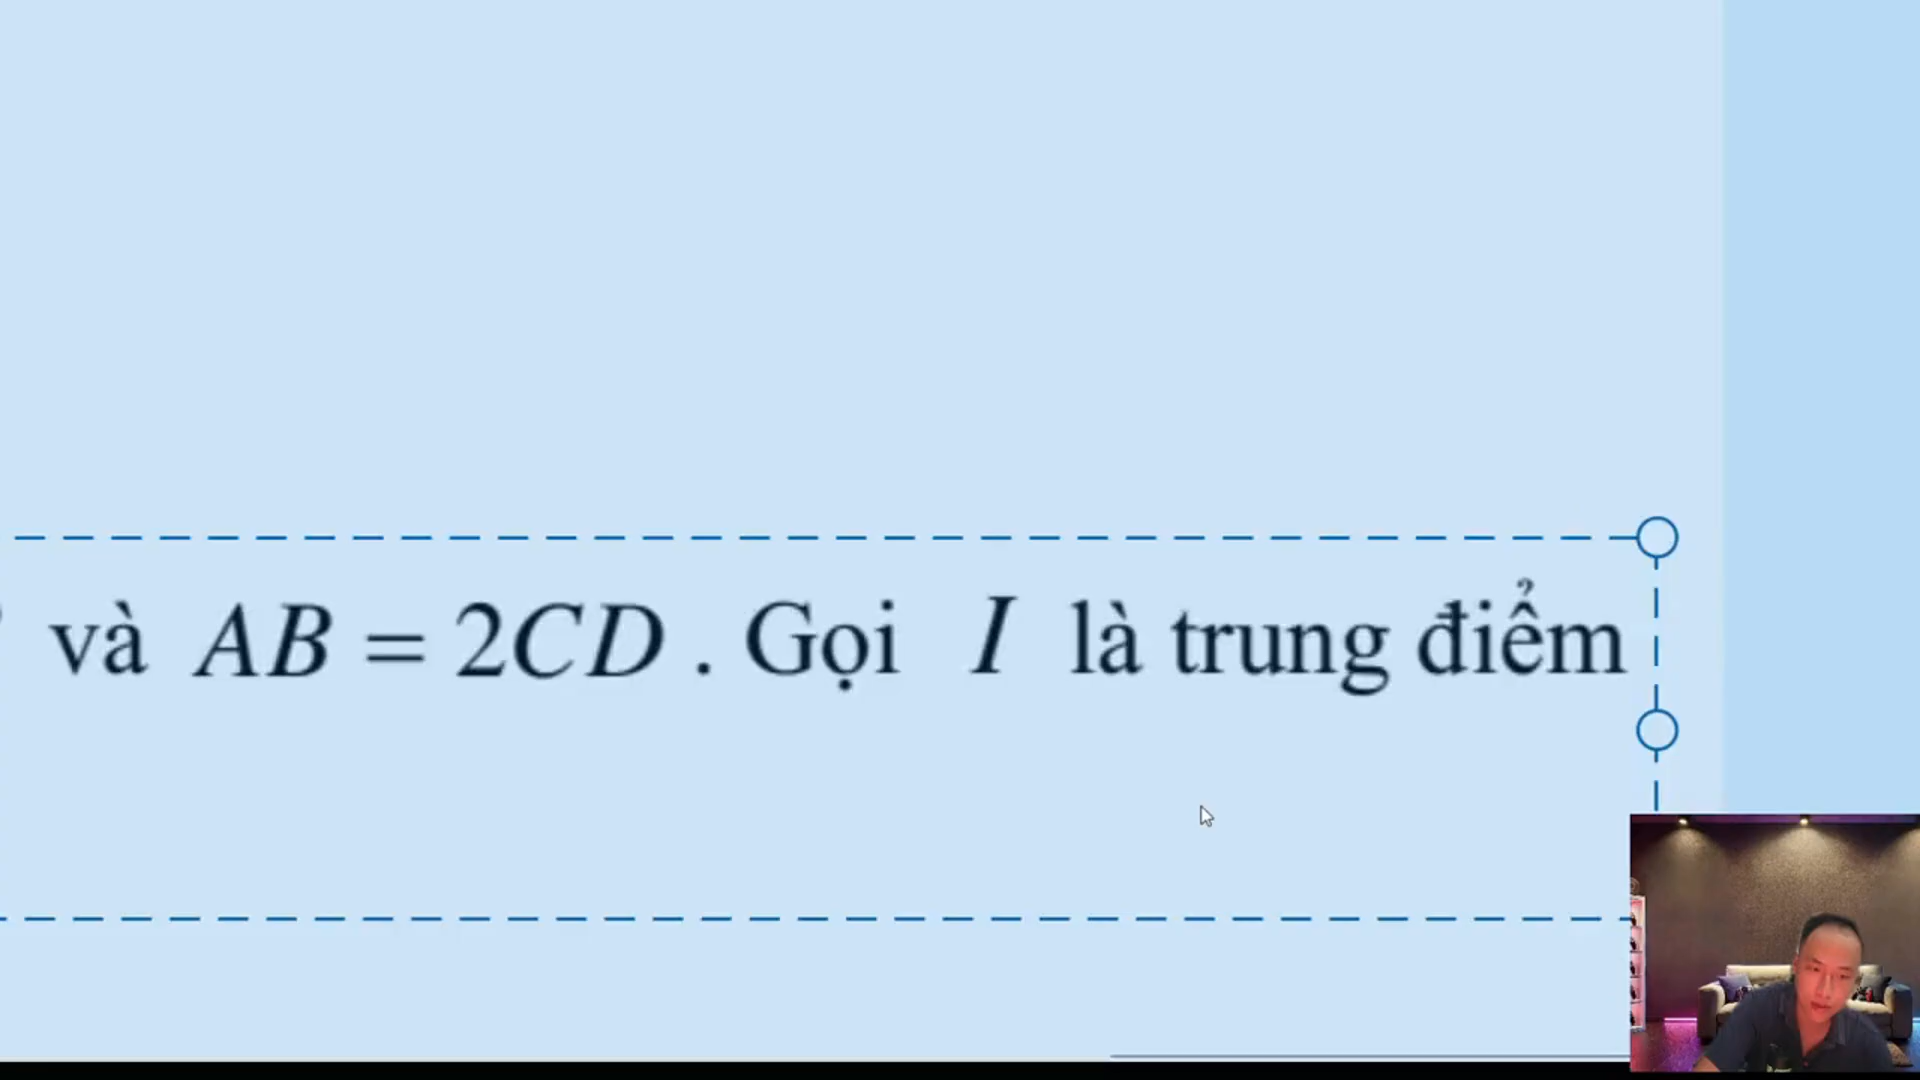 và AB = 2CD . Gọi I là trung điểm